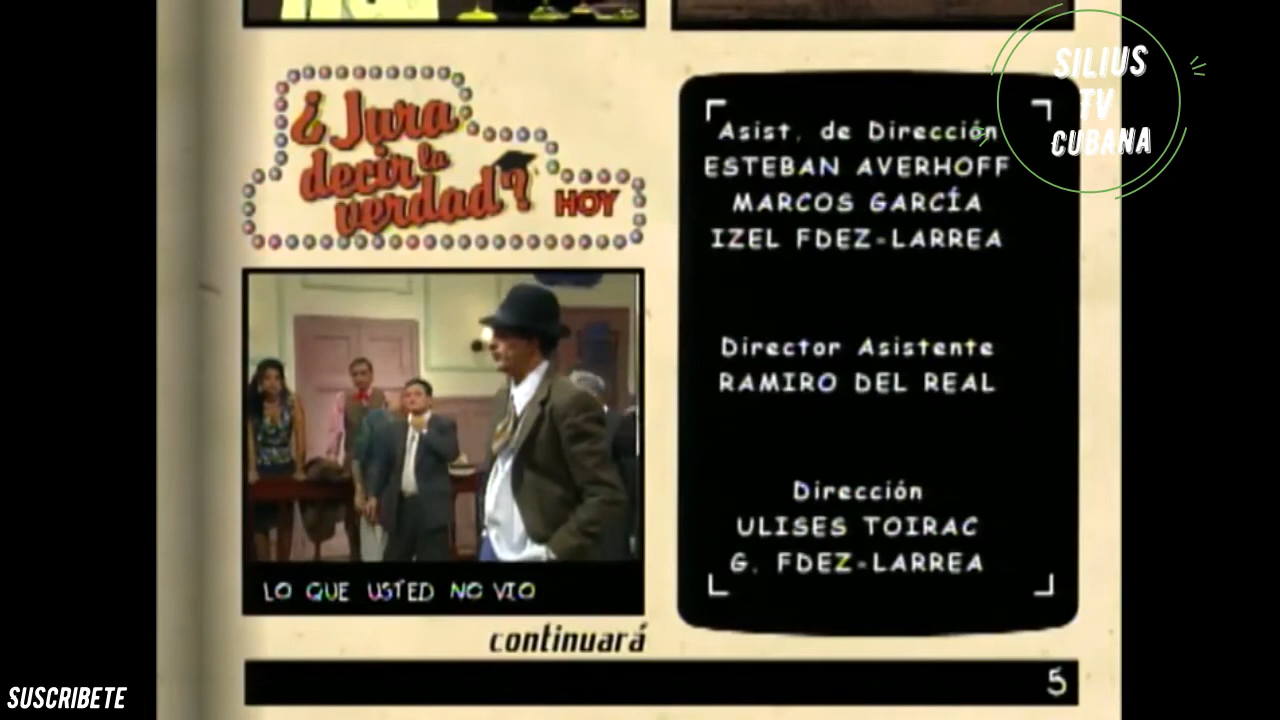 ¿Jura
decir la
verdad?
HOY
LO QUE USTED NO VIO
continuará
Asist. de Dirección
ESTEBAN AVERHOFF
MARCOS GARCÍA
IZEL FDEZ-LARREA
Director Asistente
RAMIRO DEL REAL
Dirección
ULISES TOIRAC
G. FDEZ-LARREA
5
SILIUS
TV
CUBANA
SUSCRIBETE